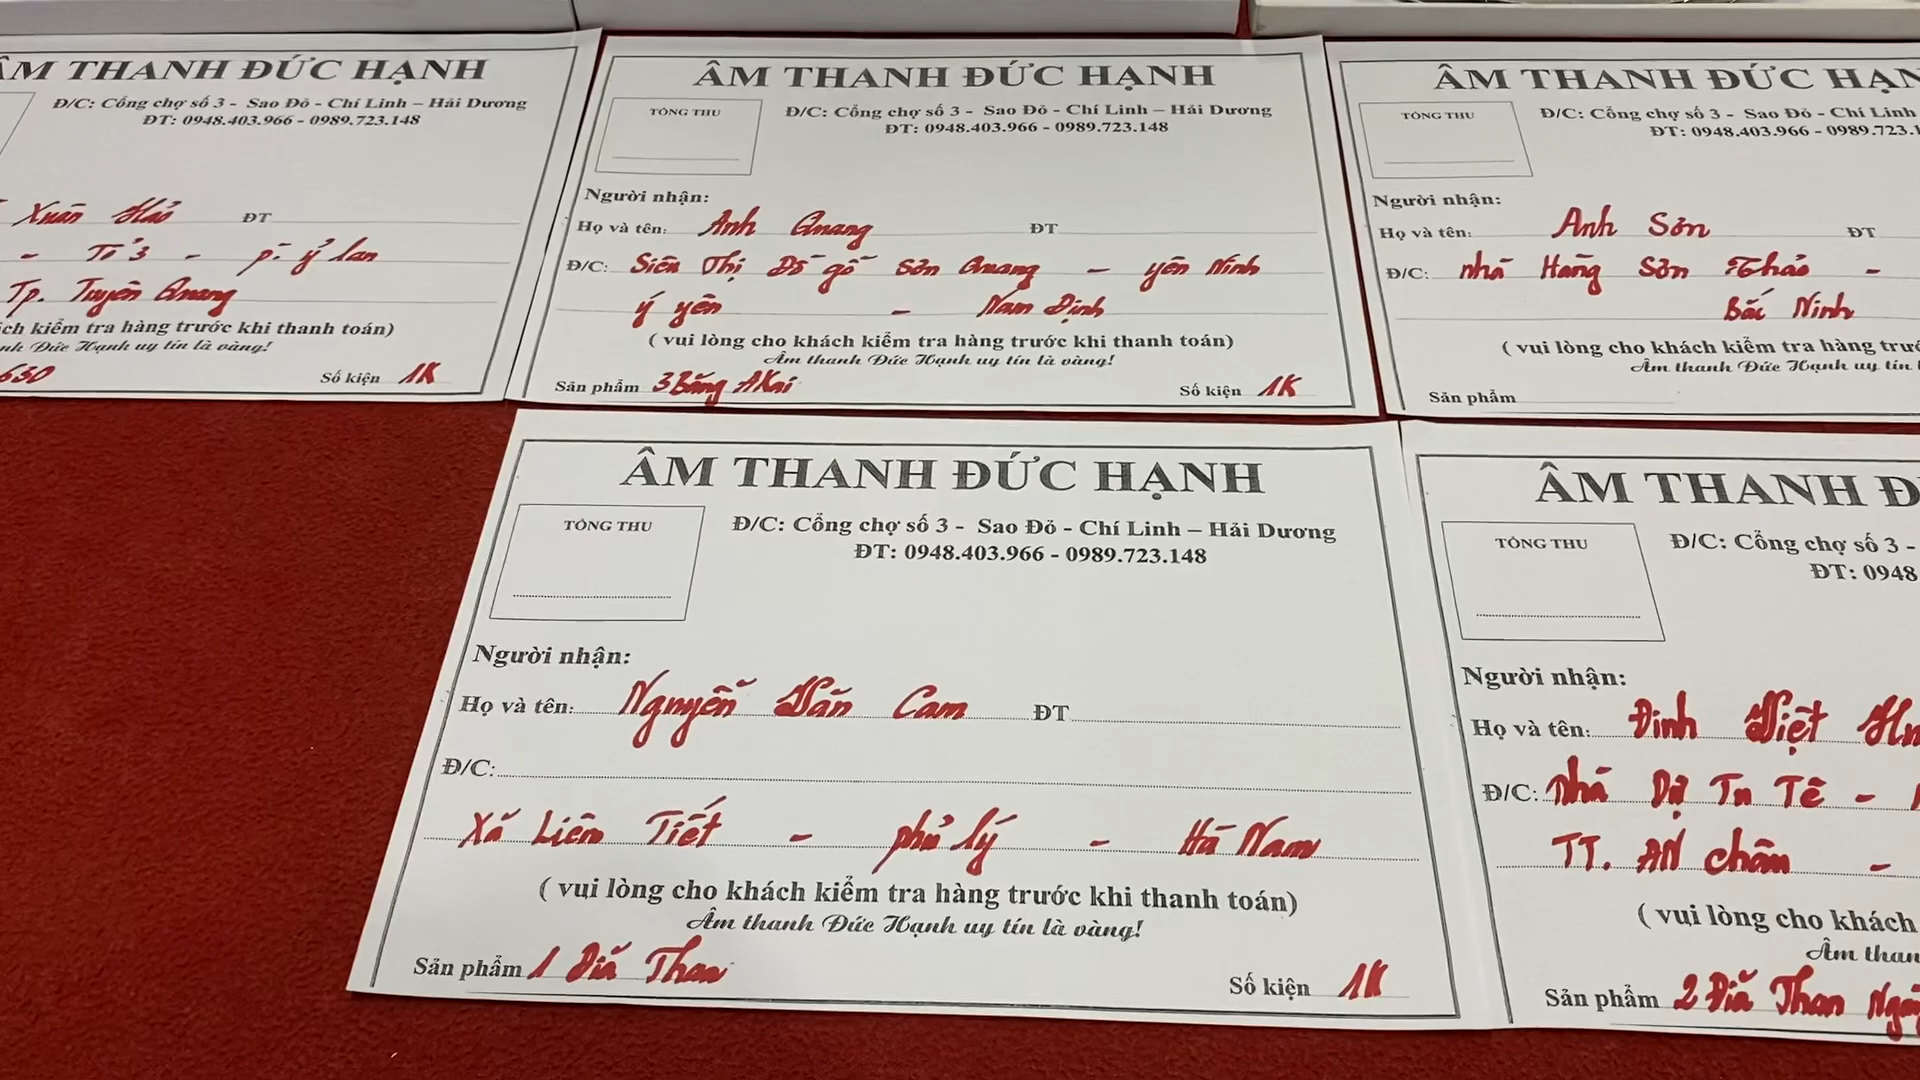 ÂM THANH ĐỨC HẠNH
Đ/C: Cổng chợ số 3 - Sao Đỏ - Chí Linh – Hải Dương
ĐT: 0948.403.966 - 0989.723.148
Xuân Hảo ĐT
- Tổ 3 - P. ỷ lan
Tp. Tuyên Quang
ch kiểm tra hàng trước khi thanh toán)
nh Đức Hạnh uy tín là vàng!
630 Số kiện 1K
ÂM THANH ĐỨC HẠNH
TỔNG THU
Đ/C: Cổng chợ số 3 - Sao Đỏ - Chí Linh – Hải Dương
ĐT: 0948.403.966 - 0989.723.148
Người nhận:
Họ và tên: Anh Quang ĐT
Đ/C: Siêu Thị Đồ gỗ Sơn Quang - yên Ninh
ý yên - Nam Định
( vui lòng cho khách kiểm tra hàng trước khi thanh toán)
Âm thanh Đức Hạnh uy tín là vàng!
Sản phẩm 3 Băng AKai Số kiện 1K
ÂM THANH ĐỨC HẠN
TỔNG THU
Đ/C: Cổng chợ số 3 - Sao Đỏ - Chí Linh
ĐT: 0948.403.966 - 0989.723.1
Người nhận:
Họ và tên: Anh Sơn ĐT
Đ/C: nhà Hàng Sơn Thảo -
Bắc Ninh
( vui lòng cho khách kiểm tra hàng trướ
Âm thanh Đức Hạnh uy tín l
Sản phẩm
ÂM THANH ĐỨC HẠNH
TỔNG THU
Đ/C: Cổng chợ số 3 - Sao Đỏ - Chí Linh – Hải Dương
ĐT: 0948.403.966 - 0989.723.148
Người nhận:
Họ và tên: Nguyễn Văn Cam ĐT
Đ/C:
Xã Liêm Tiết - phủ lý - Hà Nam
( vui lòng cho khách kiểm tra hàng trước khi thanh toán)
Âm thanh Đức Hạnh uy tín là vàng!
Sản phẩm 1 Đĩa Than Số kiện 1K
ÂM THANH Đ
TỔNG THU
Đ/C: Cổng chợ số 3 -
ĐT: 0948
Người nhận:
Họ và tên: Đinh Việt
Đ/C: Nhà Dợ Tu Tề -
TT. AN Châu -
( vui lòng cho khách
Âm than
Sản phẩm 2 Đĩa Than